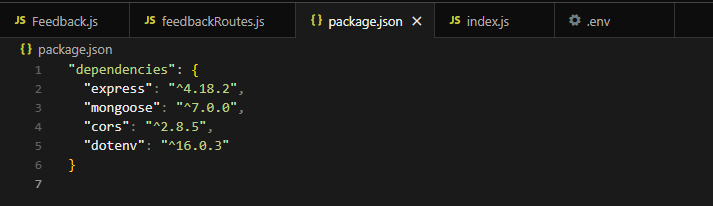 JS Feedback.js JS feedbackRoutes.js {} package.json × JS index.js .env
{} package.json
1 "dependencies": {
2 "express": "^4.18.2",
3 "mongoose": "^7.0.0",
4 "cors": "^2.8.5",
5 "dotenv": "^16.0.3"
6 }
7